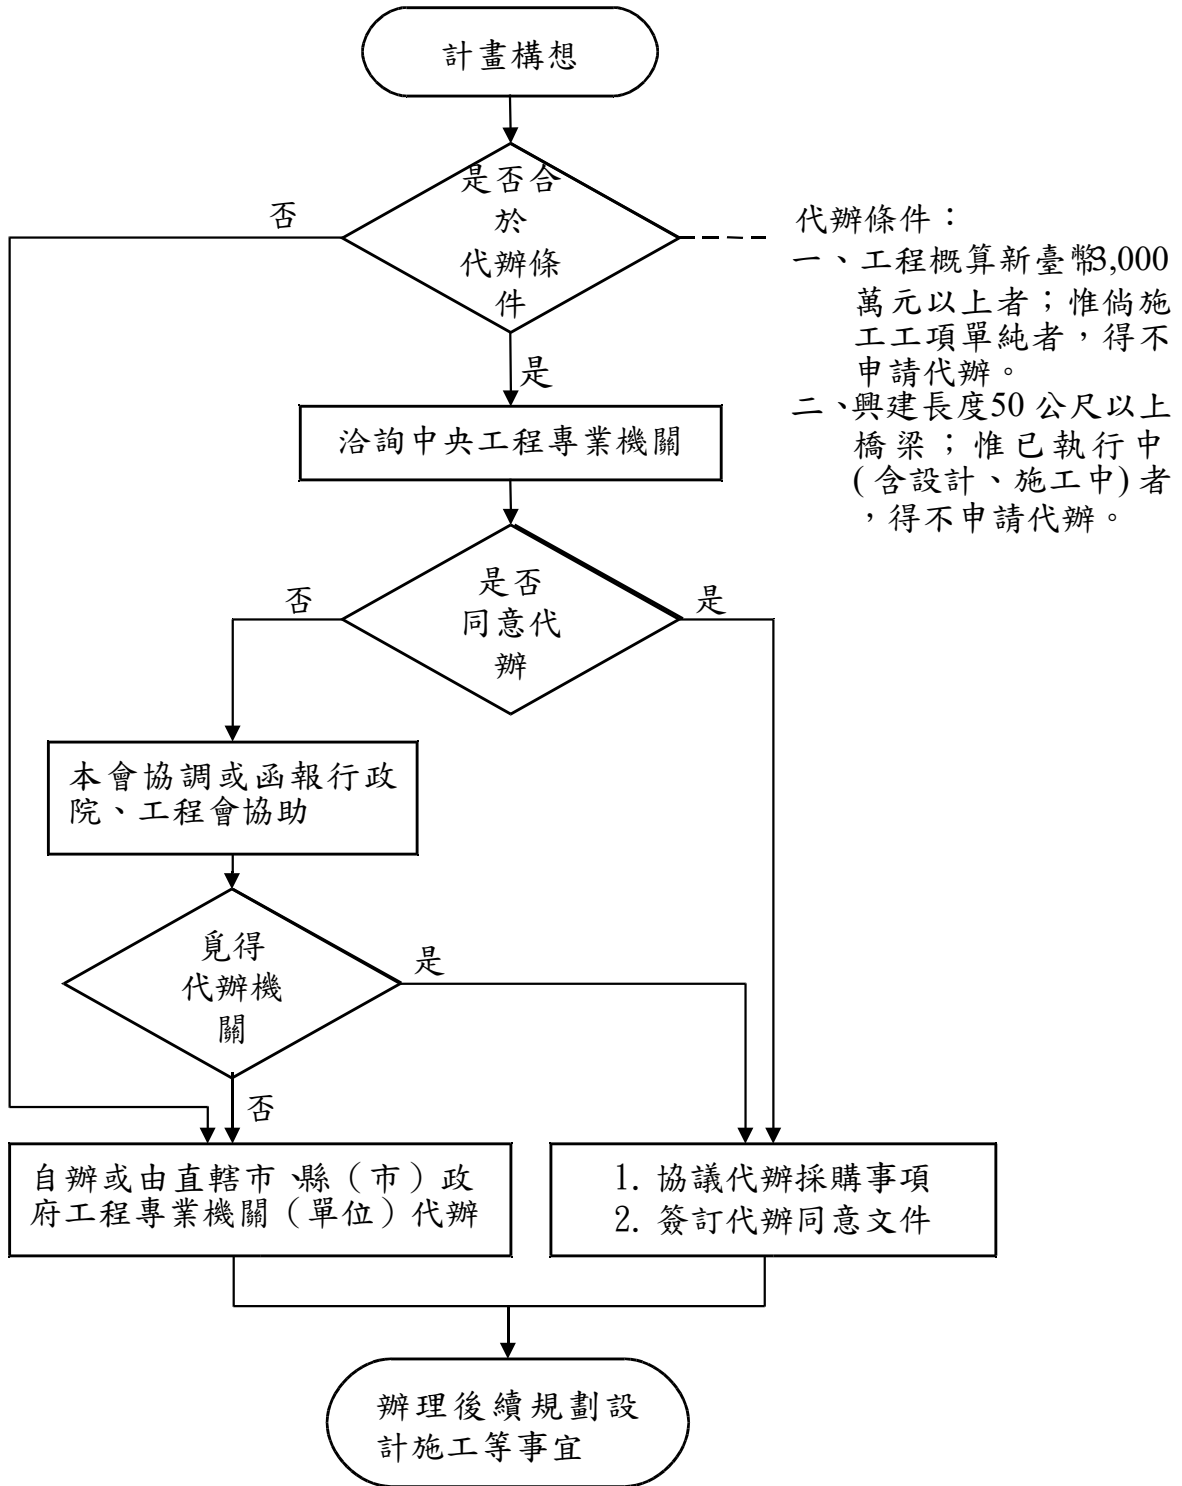 計畫構想
是否合
於
代辦條
件
否
是
代辦條件：
一、工程概算新臺幣3,000
萬元以上者；惟倘施
工工項單純者，得不
申請代辦。
二、興建長度50 公尺以上
橋梁；惟已執行中
(含設計、施工中)者
，得不申請代辦。
洽詢中央工程專業機關
是否
同意代
辦
否
是
本會協調或函報行政
院、工程會協助
覓得
代辦機
關
是
否
自辦或由直轄市、縣（市）政
府工程專業機關（單位）代辦
1. 協議代辦採購事項
2. 簽訂代辦同意文件
辦理後續規劃設
計施工等事宜